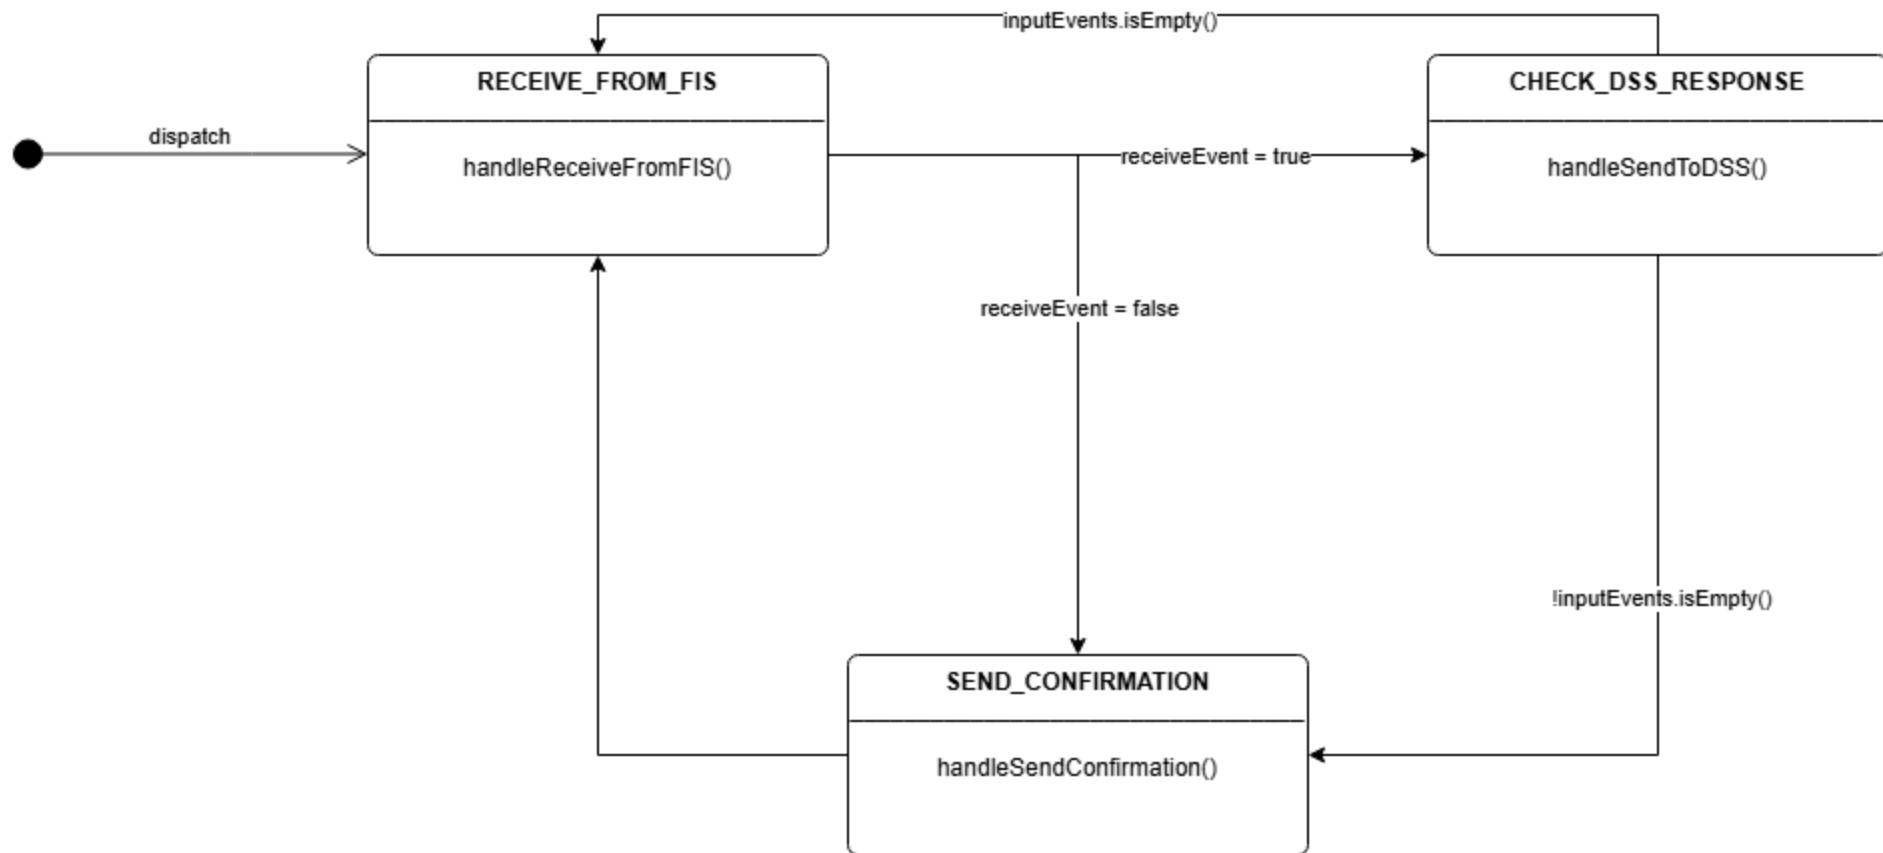 inputEvents.isEmpty()
RECEIVE_FROM_FIS
CHECK_DSS_RESPONSE
dispatch
handleReceiveFromFIS()
receiveEvent = true
handleSendToDSS()
receiveEvent = false
!inputEvents.isEmpty()
SEND_CONFIRMATION
handleSendConfirmation()